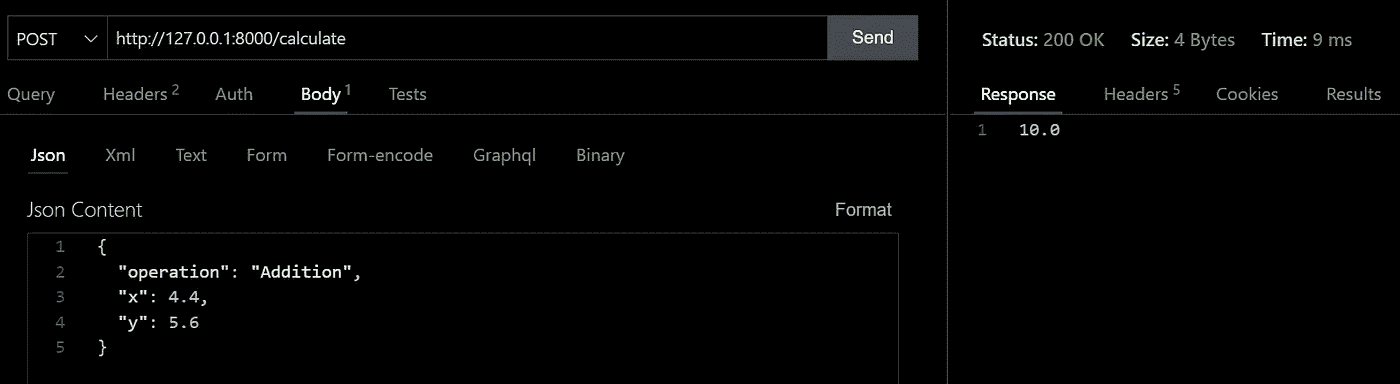 POST http://127.0.0.1:8000/calculate Send
Query Headers 2 Auth Body 1 Tests
Json Xml Text Form Form-encode Graphql Binary
Json Content Format
1 {
2 "operation": "Addition",
3 "x": 4.4,
4 "y": 5.6
5 }
Status: 200 OK Size: 4 Bytes Time: 9 ms
Response Headers 5 Cookies Results
1 10.0